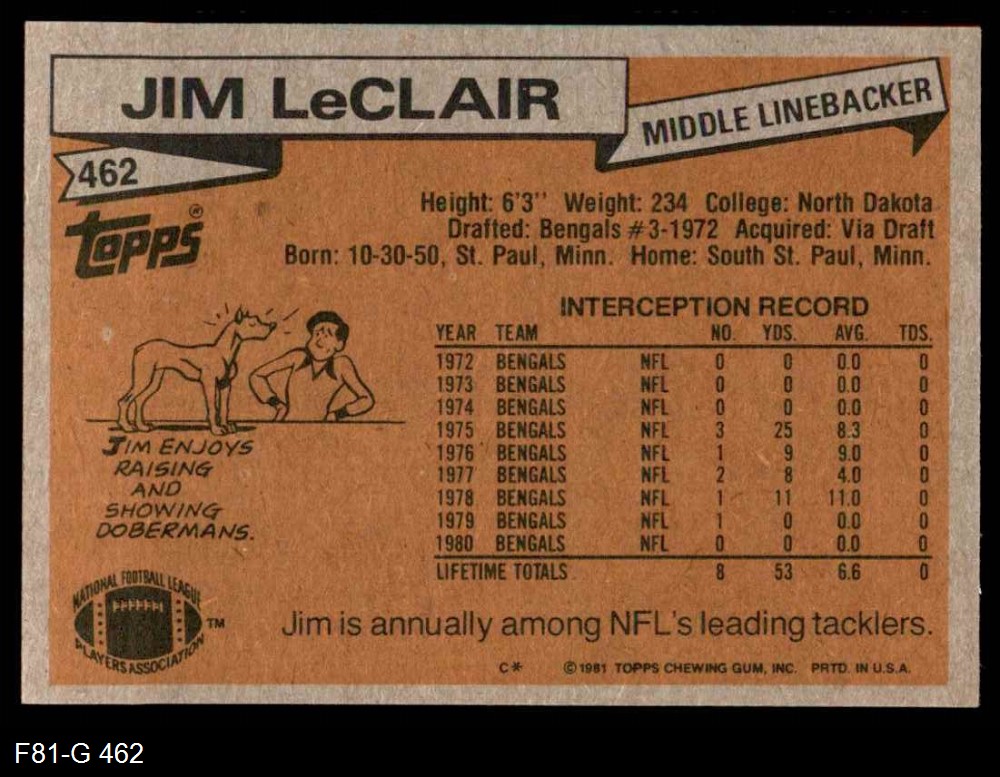 JIM LeCLAIR
MIDDLE LINEBACKER
462
Topps®
Height: 6'3" Weight: 234 College: North Dakota
Drafted: Bengals #3-1972 Acquired: Via Draft
Born: 10-30-50, St. Paul, Minn. Home: South St. Paul, Minn.
INTERCEPTION RECORD
YEAR TEAM NO. YDS. AVG. TDS.
1972 BENGALS NFL 0 0 0.0 0
1973 BENGALS NFL 0 0 0.0 0
1974 BENGALS NFL 0 0 0.0 0
1975 BENGALS NFL 3 25 8.3 0
1976 BENGALS NFL 1 9 9.0 0
1977 BENGALS NFL 2 8 4.0 0
1978 BENGALS NFL 1 11 11.0 0
1979 BENGALS NFL 1 0 0.0 0
1980 BENGALS NFL 0 0 0.0 0
LIFETIME TOTALS 8 53 6.6 0
JIM ENJOYS
RAISING
AND
SHOWING
DOBERMANS.
NATIONAL FOOTBALL LEAGUE
PLAYERS ASSOCIATION
TM
Jim is annually among NFL's leading tacklers.
C* © 1981 TOPPS CHEWING GUM, INC. PRTD. IN U.S.A.
F81-G 462